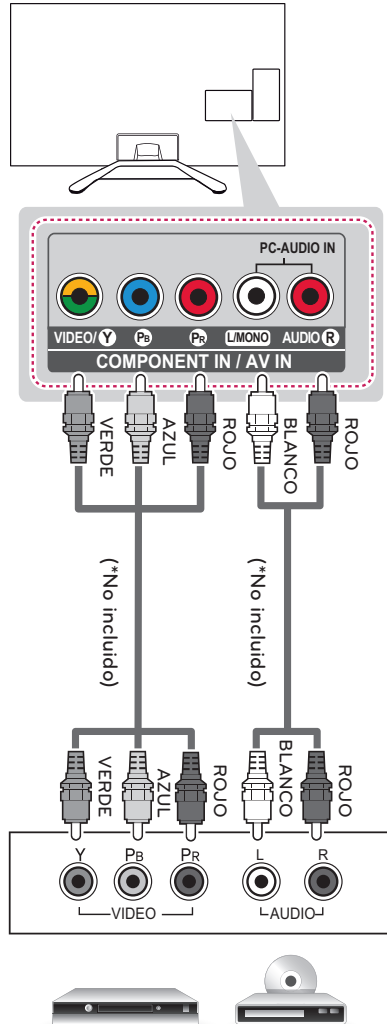 PC-AUDIO IN
VIDEO/ Y PB PR L/MONO AUDIO R
COMPONENT IN / AV IN
VERDE
AZUL
ROJO
BLANCO
ROJO
(*No incluido)
(*No incluido)
VERDE
AZUL
ROJO
BLANCO
ROJO
Y PB PR L R
VIDEO AUDIO